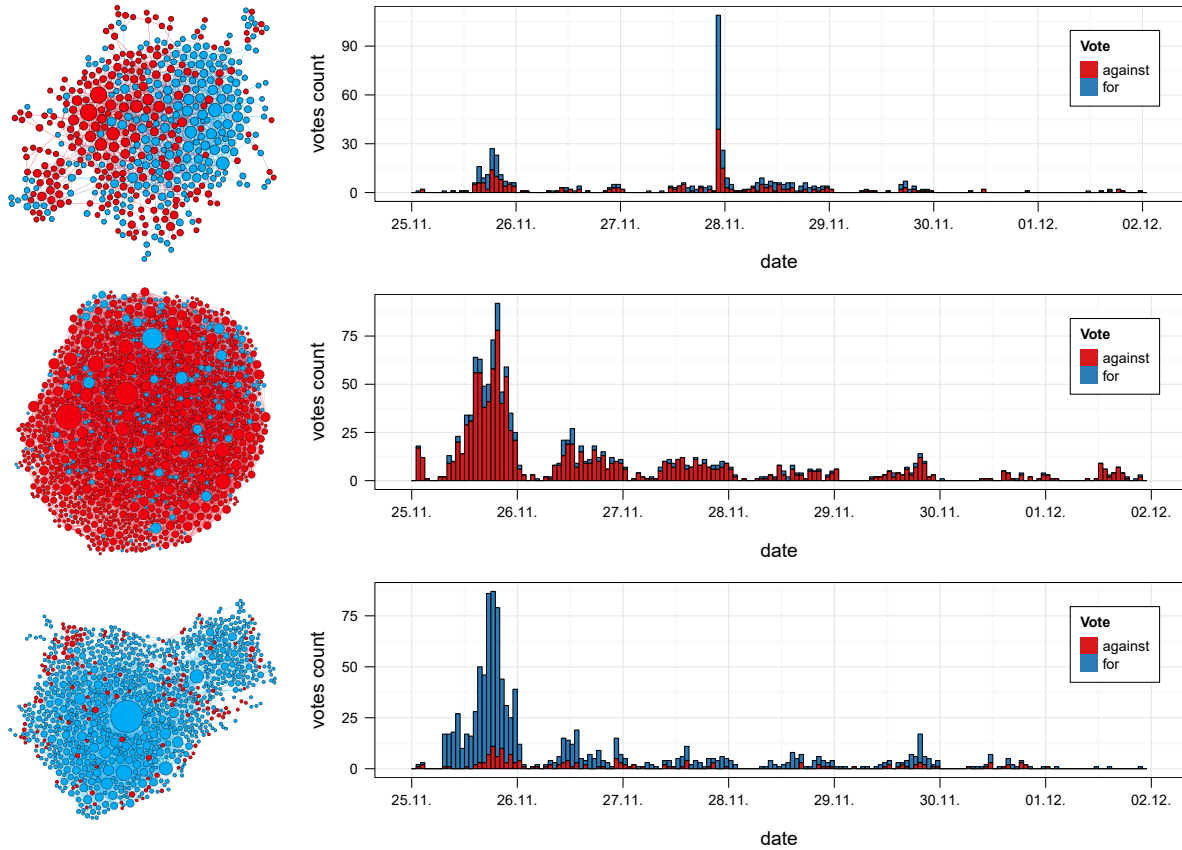 votes count
90
60
30
0
Vote
against
for
25.11. 26.11. 27.11. 28.11. 29.11. 30.11. 01.12. 02.12.
date
votes count
75
50
25
0
Vote
against
for
25.11. 26.11. 27.11. 28.11. 29.11. 30.11. 01.12. 02.12.
date
votes count
75
50
25
0
Vote
against
for
25.11. 26.11. 27.11. 28.11. 29.11. 30.11. 01.12. 02.12.
date